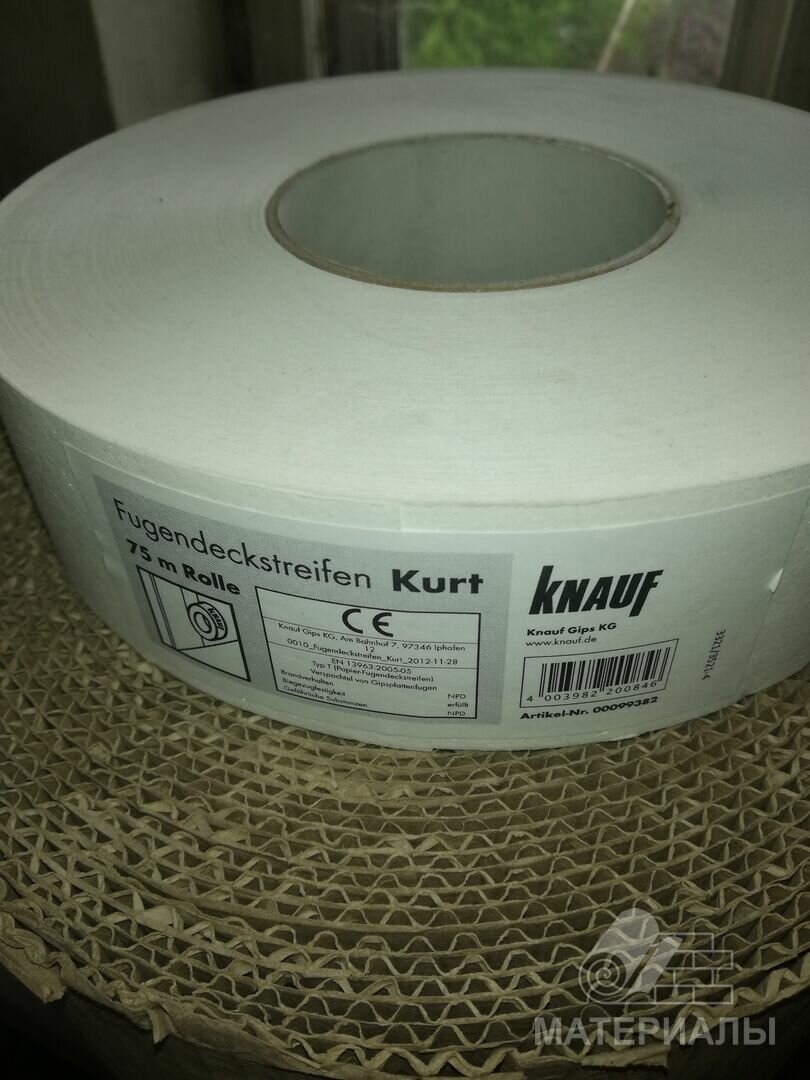 Fugendeckstreifen Kurt
75 m Rolle
CE
Knauf Gips KG, Am Bahnhof 7, 97346 Iphofen
12
0010_Fugendeckstreifen_Kurt_2012-11-28
EN 13963:2005-05
Typ T (Papier-Fugendeckstreifen)
Verspachtel von Gipsplattenfugen
Brandverhalten NPD
Biegezugfestigkeit erfüllt
Gefährliche Substanzen NPD
KNAUF
Knauf Gips KG
www.knauf.de
4 003982 200846
Artikel-Nr. 00099382
МАТЕРИАЛЫ